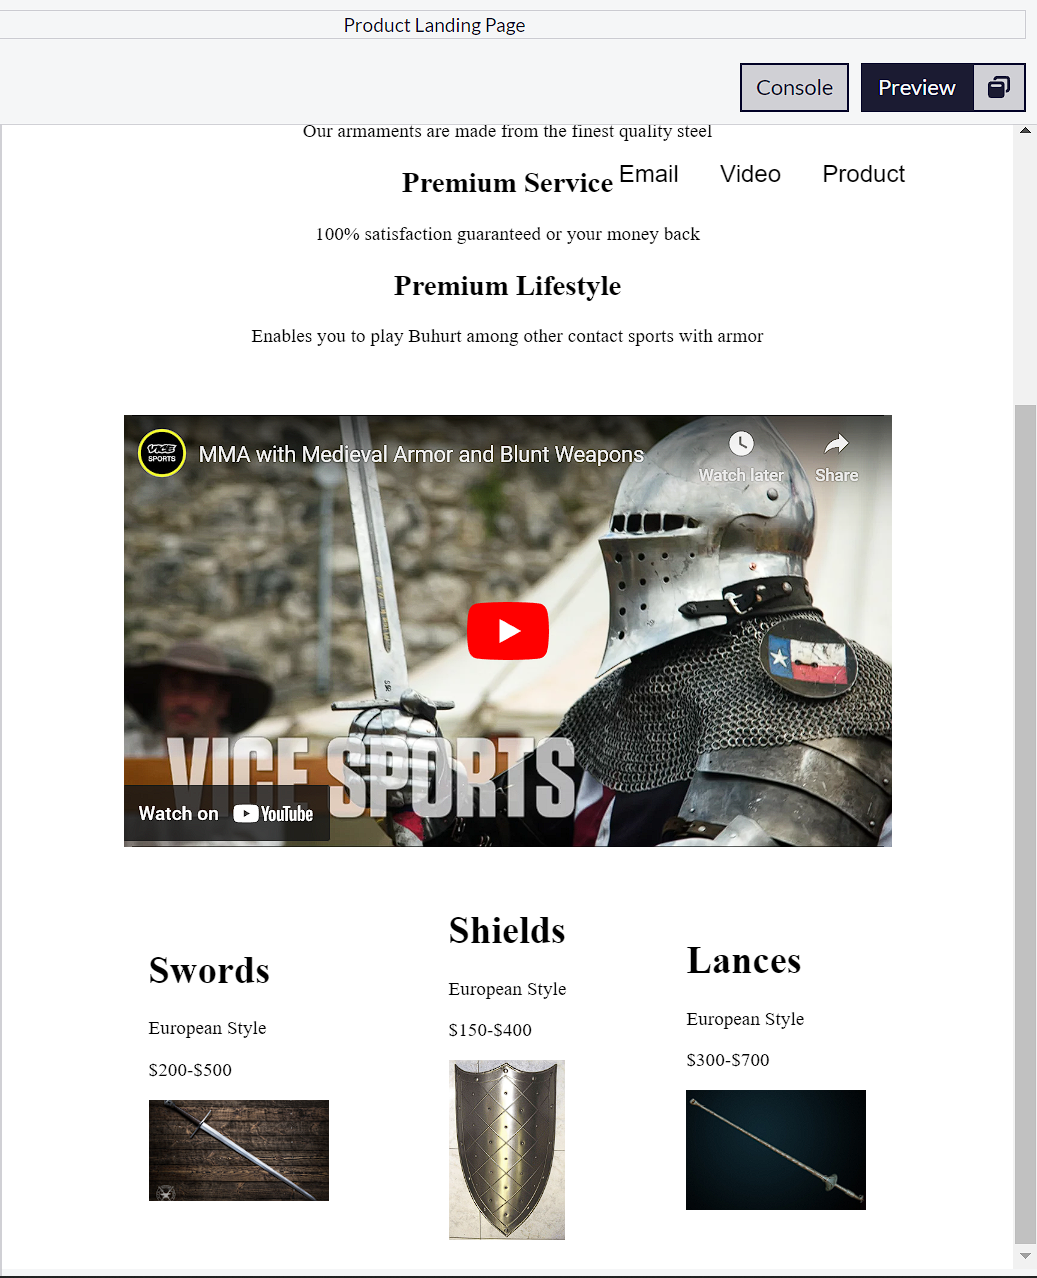 Product Landing Page
Console
Preview
Our armaments are made from the finest quality steel
Email
Video
Product
Premium Service
100% satisfaction guaranteed or your money back
Premium Lifestyle
Enables you to play Buhurt among other contact sports with armor
VICE
SPORTS
MMA with Medieval Armor and Blunt Weapons
Watch later
Share
VICE SPORTS
Watch on YouTube
Swords
European Style
$200-$500
Shields
European Style
$150-$400
Lances
European Style
$300-$700